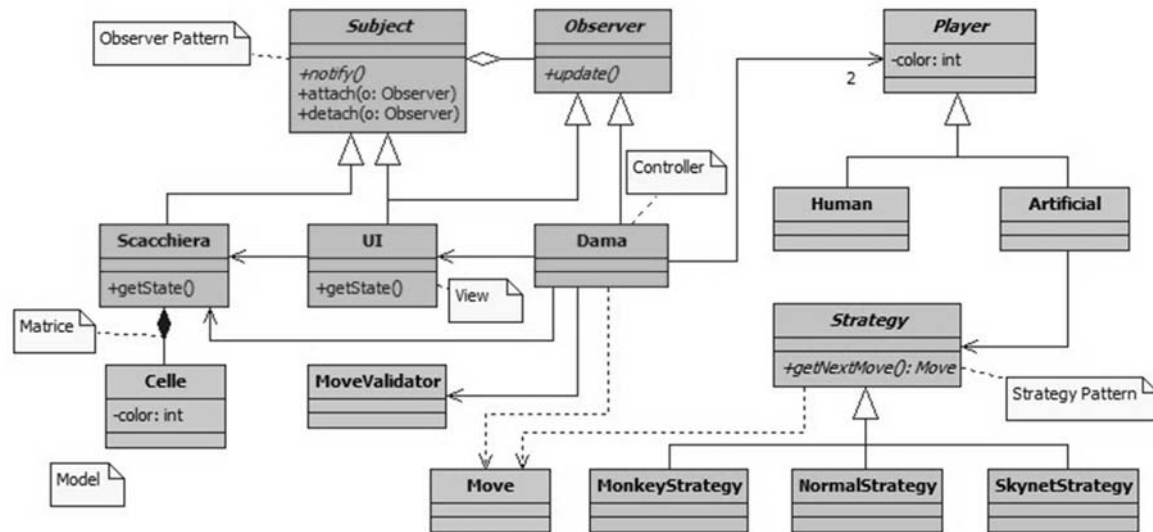 Observer Pattern
Subject
+notify()
+attach(o: Observer)
+detach(o: Observer)
Observer
+update()
Player
-color: int
2
Controller
Human
Artificial
Scacchiera
+getState()
UI
+getState()
Dama
View
Matrice
Celle
-color: int
MoveValidator
Strategy
+getNextMove(): Move
Strategy Pattern
Model
Move
MonkeyStrategy
NormalStrategy
SkynetStrategy